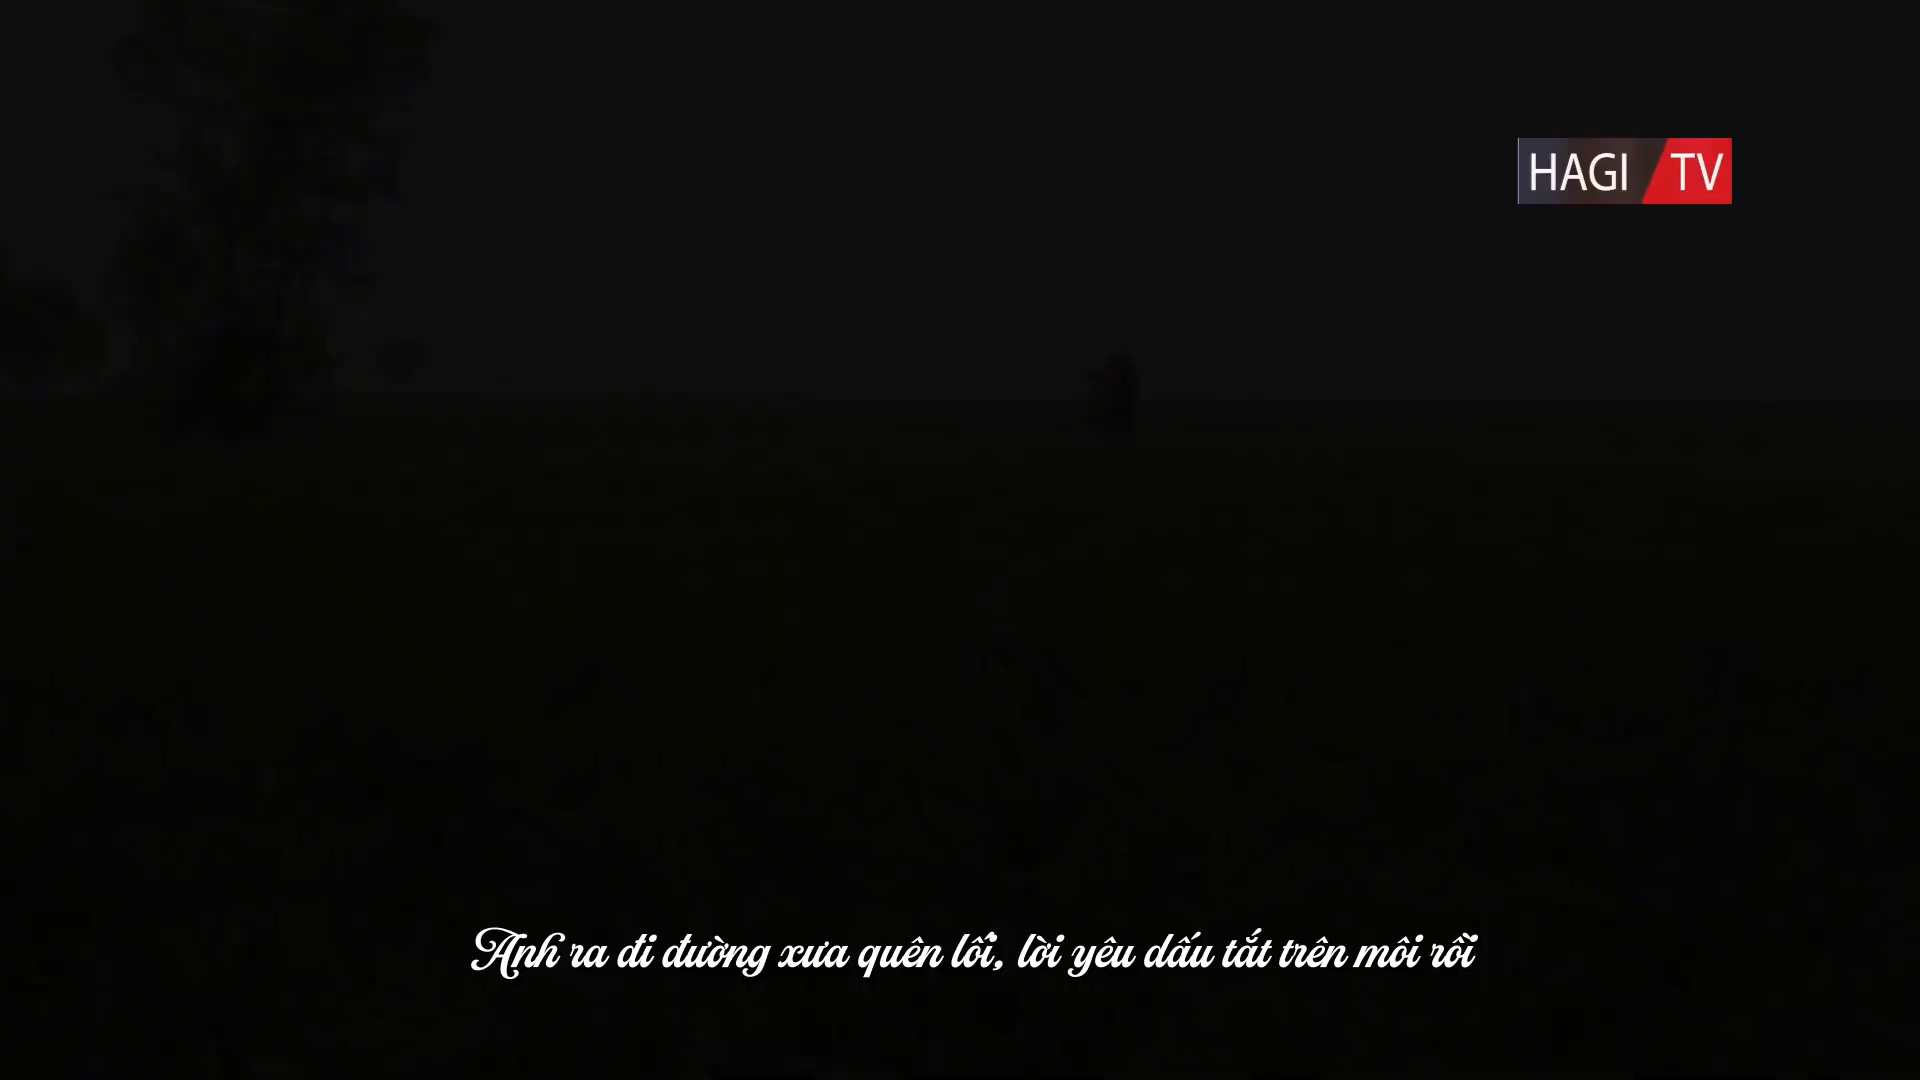 HAGI TV
Anh ra đi đường xưa quên lối, lời yêu dấu tắt trên môi rồi